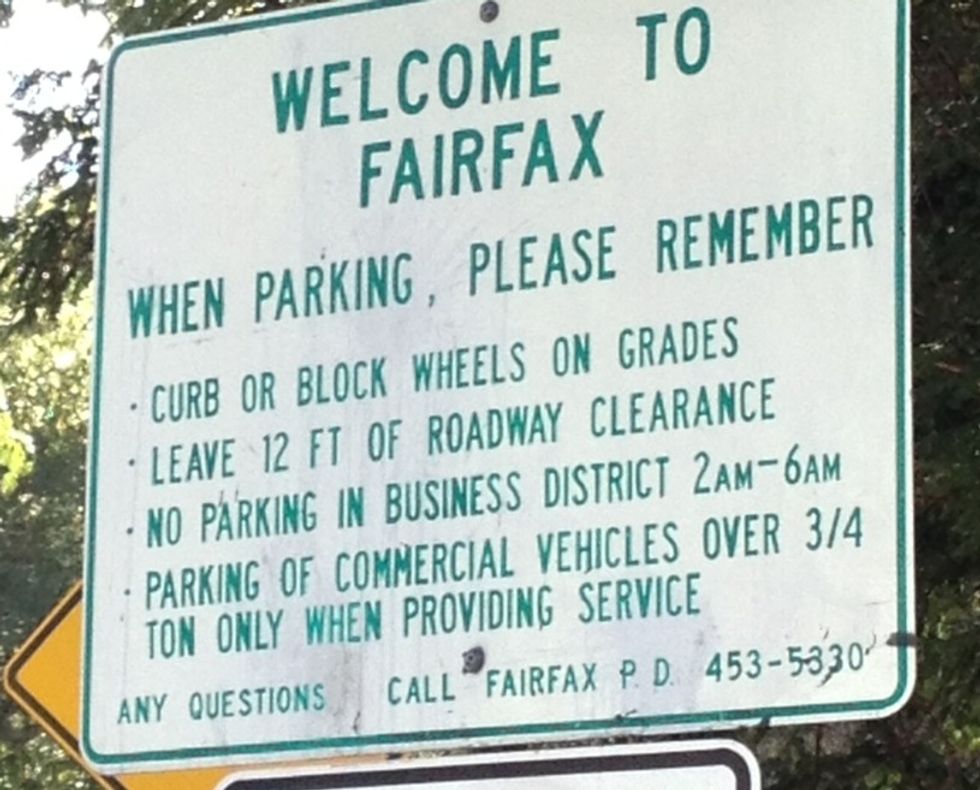 WELCOME TO
FAIRFAX
WHEN PARKING, PLEASE REMEMBER
· CURB OR BLOCK WHEELS ON GRADES
· LEAVE 12 FT OF ROADWAY CLEARANCE
· NO PARKING IN BUSINESS DISTRICT 2AM-6AM
· PARKING OF COMMERCIAL VEHICLES OVER 3/4
TON ONLY WHEN PROVIDING SERVICE
ANY QUESTIONS CALL FAIRFAX P.D. 453-5330